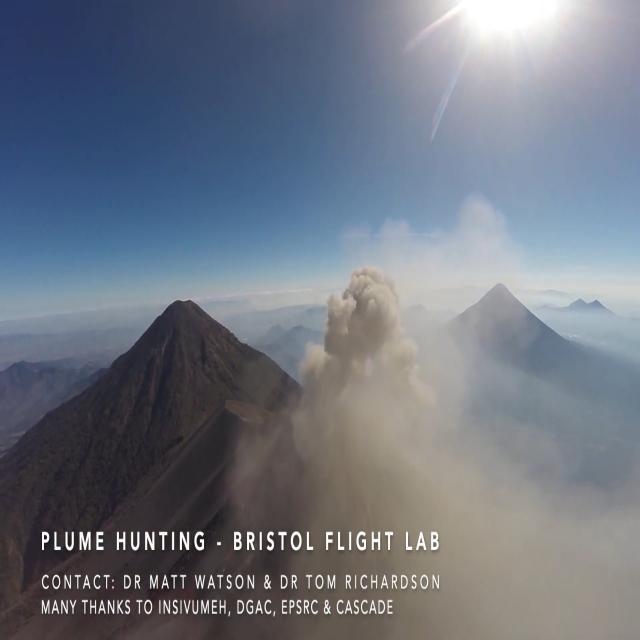 PLUME HUNTING - BRISTOL FLIGHT LAB
CONTACT: DR MATT WATSON & DR TOM RICHARDSON
MANY THANKS TO INSIVUMEH, DGAC, EPSRC & CASCADE